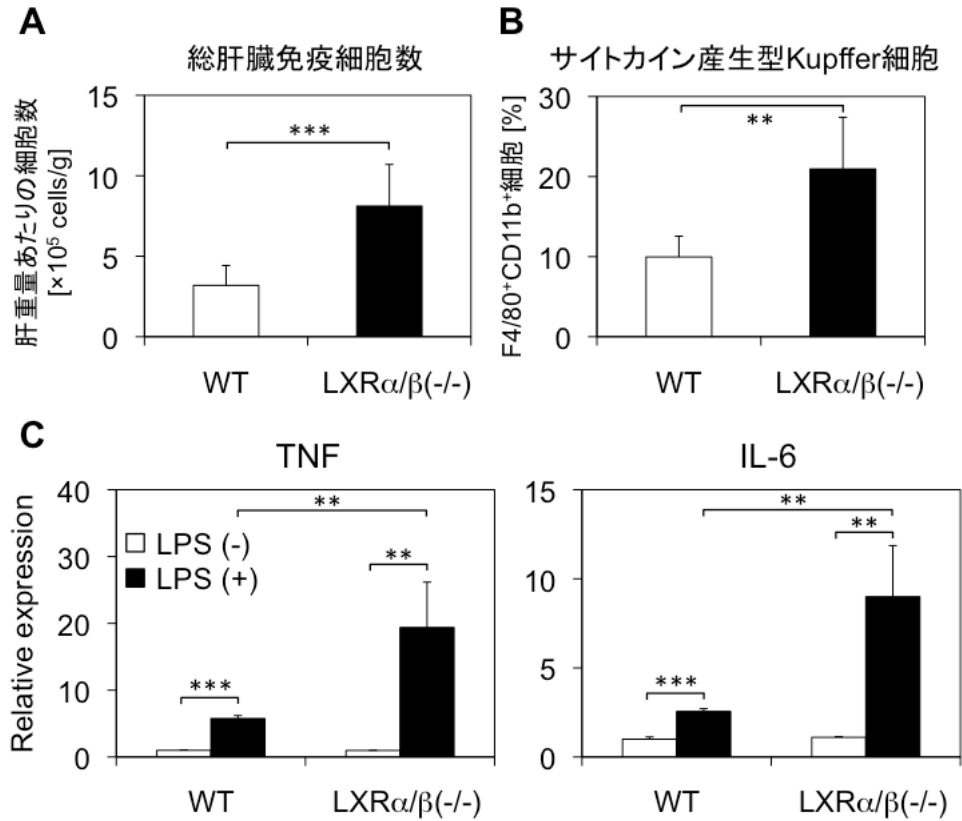 A
総肝臓免疫細胞数
肝重量あたりの細胞数
[×10⁵ cells/g]
15
10
5
0
***
WT
LXRα/β(-/-)
B
サイトカイン産生型Kupffer細胞
F4/80⁺CD11b⁺細胞 [%]
30
20
10
0
**
WT
LXRα/β(-/-)
C
TNF
Relative expression
40
30
20
10
0
LPS (-)
LPS (+)
**
**
***
WT
LXRα/β(-/-)
IL-6
15
10
5
0
**
**
***
WT
LXRα/β(-/-)